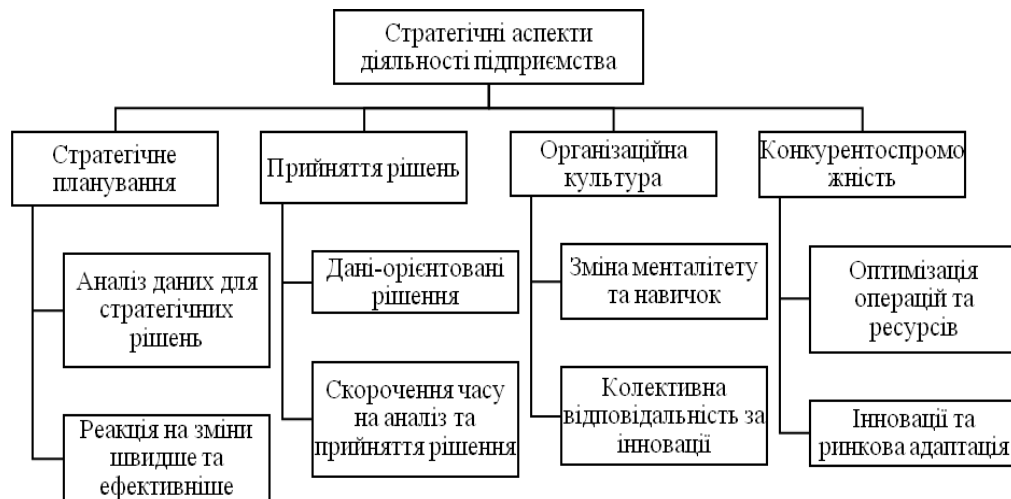 Стратегічні аспекти
діяльності підприємства
Стратегічне
планування
Прийняття рішень
Організаційна
культура
Конкурентоспромо
жність
Аналіз даних для
стратегічних
рішень
Дані-орієнтовані
рішення
Зміна менталітету
та навичок
Оптимізація
операцій та
ресурсів
Реакція на зміни
швидше та
ефективніше
Скорочення часу
на аналіз та
прийняття рішення
Колективна
відповідальність за
інновації
Інновації та
ринкова адаптація